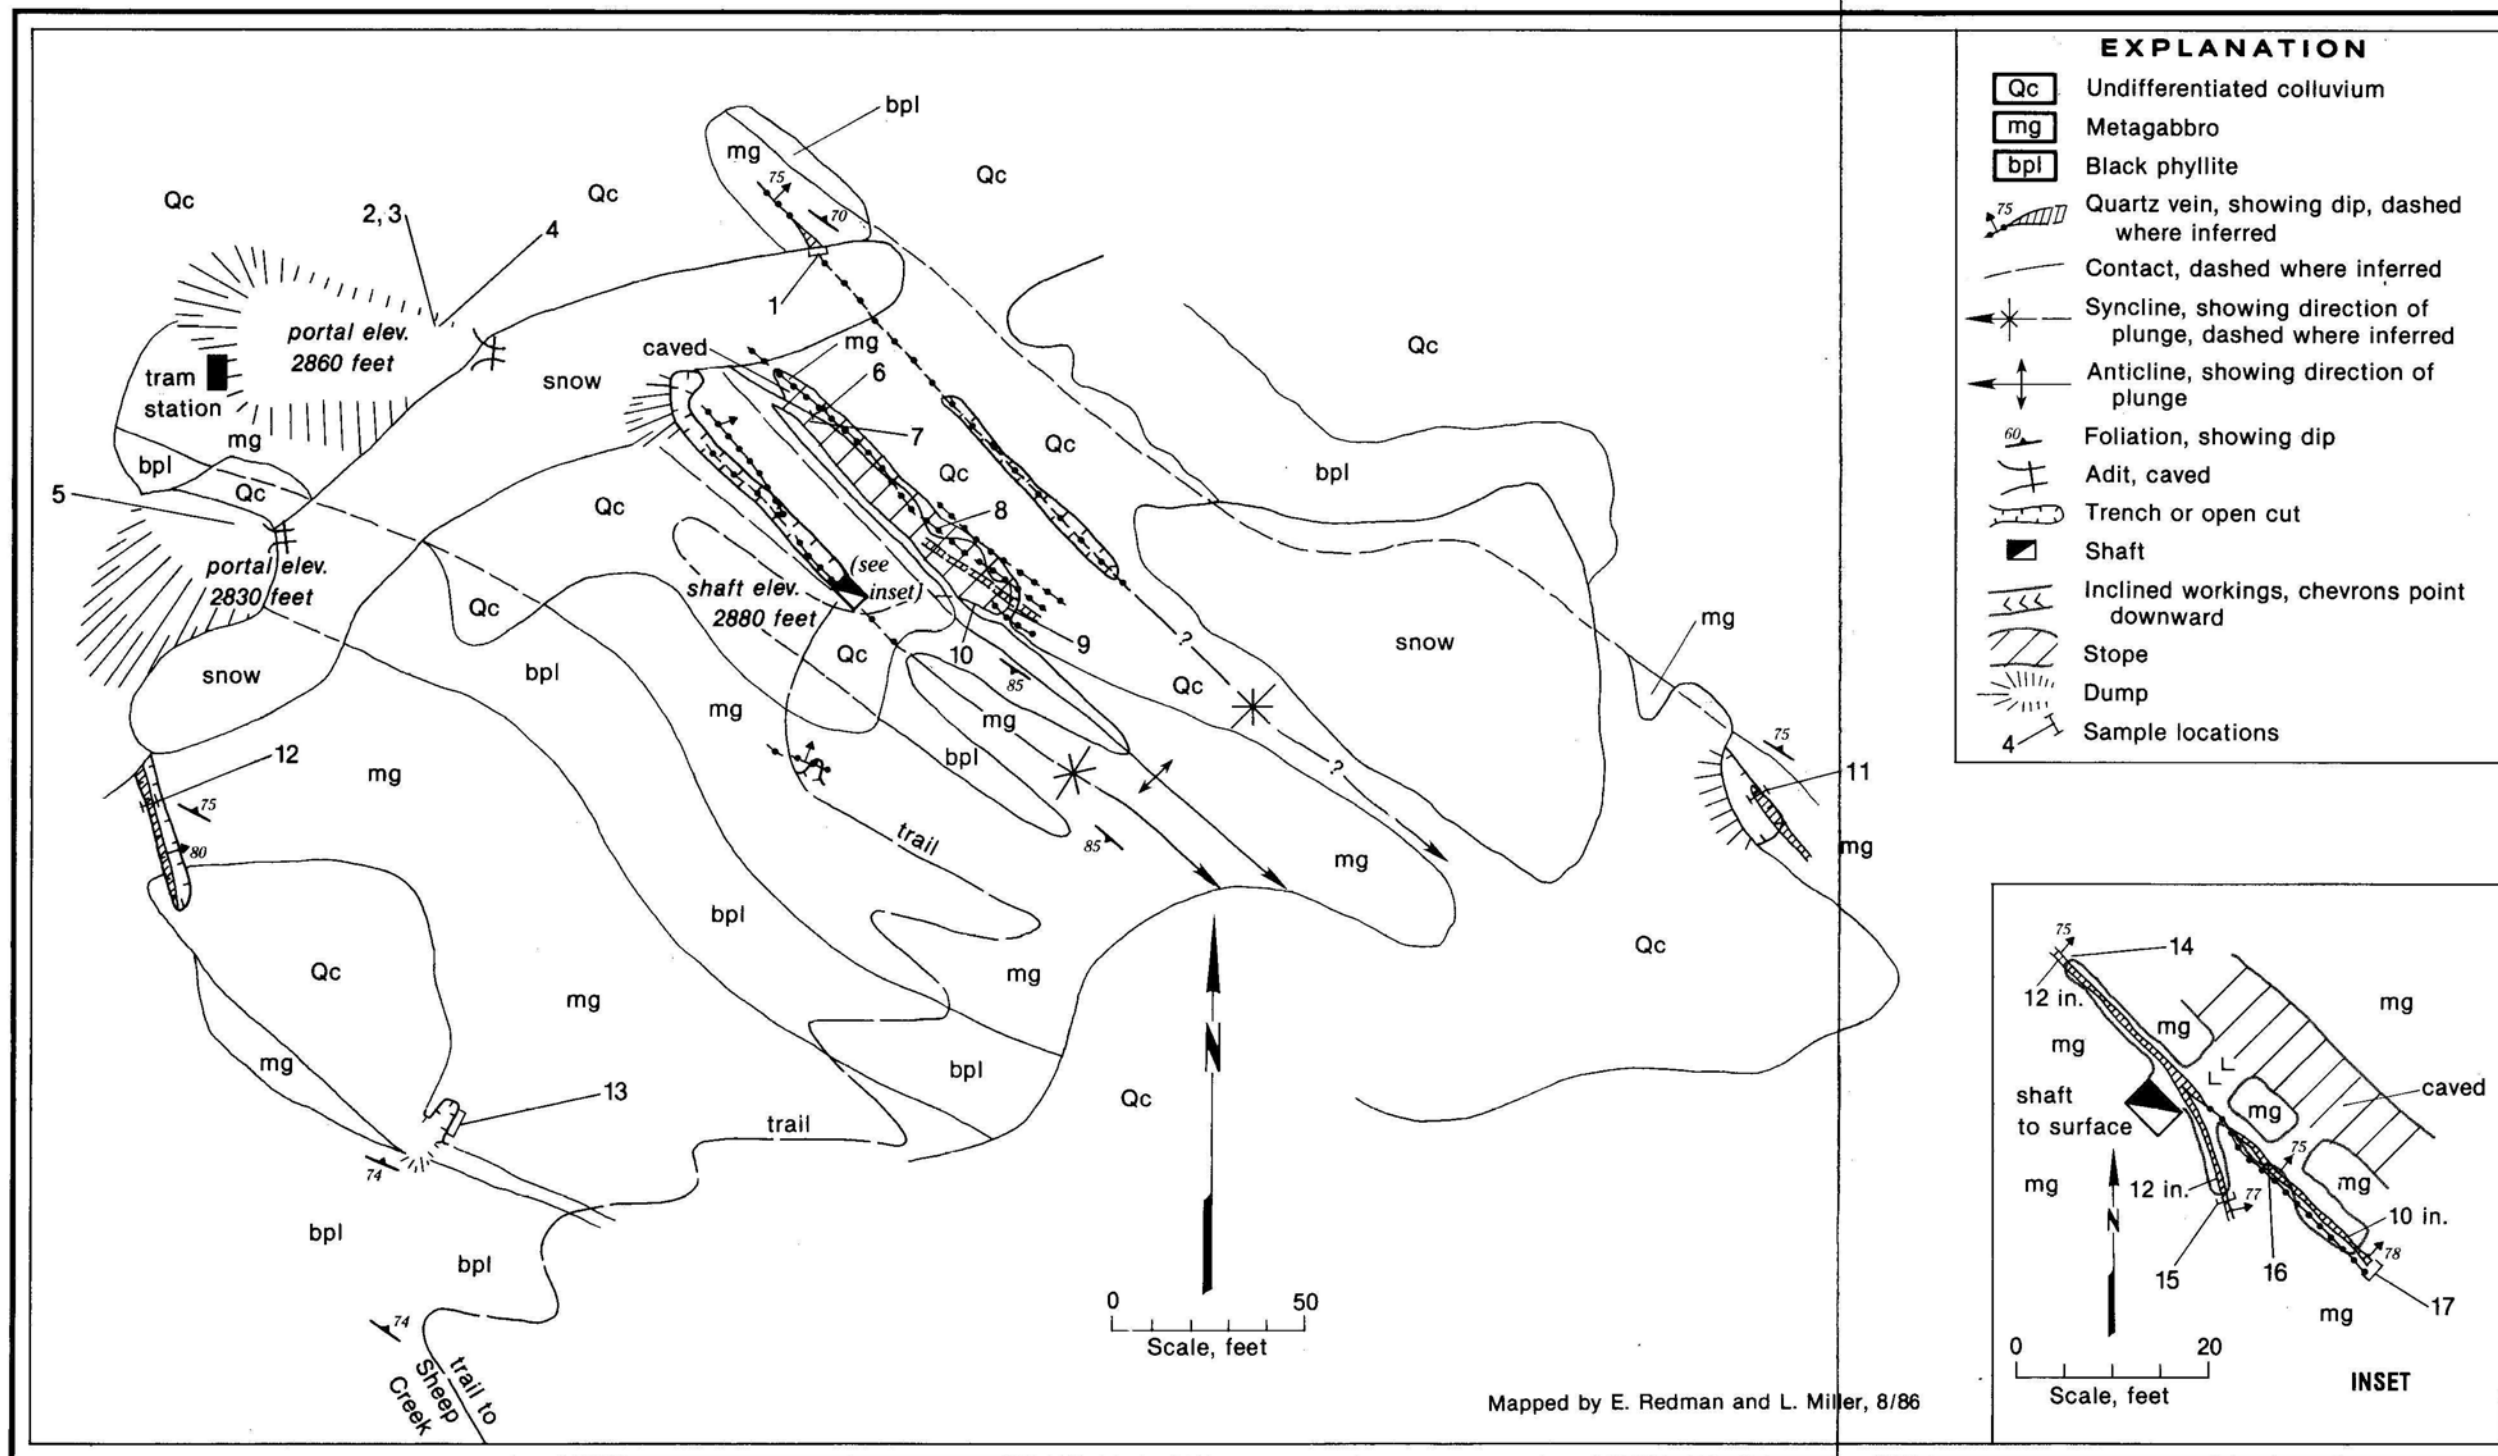 EXPLANATION
Qc Undifferentiated colluvium
mg Metagabbro
bpl Black phyllite
75 Quartz vein, showing dip, dashed
where inferred
Contact, dashed where inferred
Syncline, showing direction of
plunge, dashed where inferred
Anticline, showing direction of
plunge
60 Foliation, showing dip
Adit, caved
Trench or open cut
Shaft
Inclined workings, chevrons point
downward
Stope
Dump
4 Sample locations
bpl
mg
Qc
Qc
Qc
75
70
2, 3
4
1
portal elev.
2860 feet
tram
station
snow
caved
mg
6
7
Qc
mg
bpl
Qc
5
Qc
Qc
Qc
bpl
8
portal elev.
2830 feet
shaft elev.
2880 feet
(see
inset)
Qc
9
10
?
mg
snow
snow
bpl
Qc
85
Qc
mg
mg
bpl
75
11
12
mg
75
80
?
85
trail
mg
mg
bpl
Qc
Qc
mg
mg
N
mg
bpl
13
Qc
trail
74
bpl
bpl
74
trail to
Sheep
Creek
0 50
Scale, feet
Mapped by E. Redman and L. Miller, 8/86
75
14
12 in.
mg
mg
mg
shaft
to surface
mg
caved
mg
12 in.
75
mg
77
N
10 in.
78
15
16
17
mg
0 20
Scale, feet
INSET